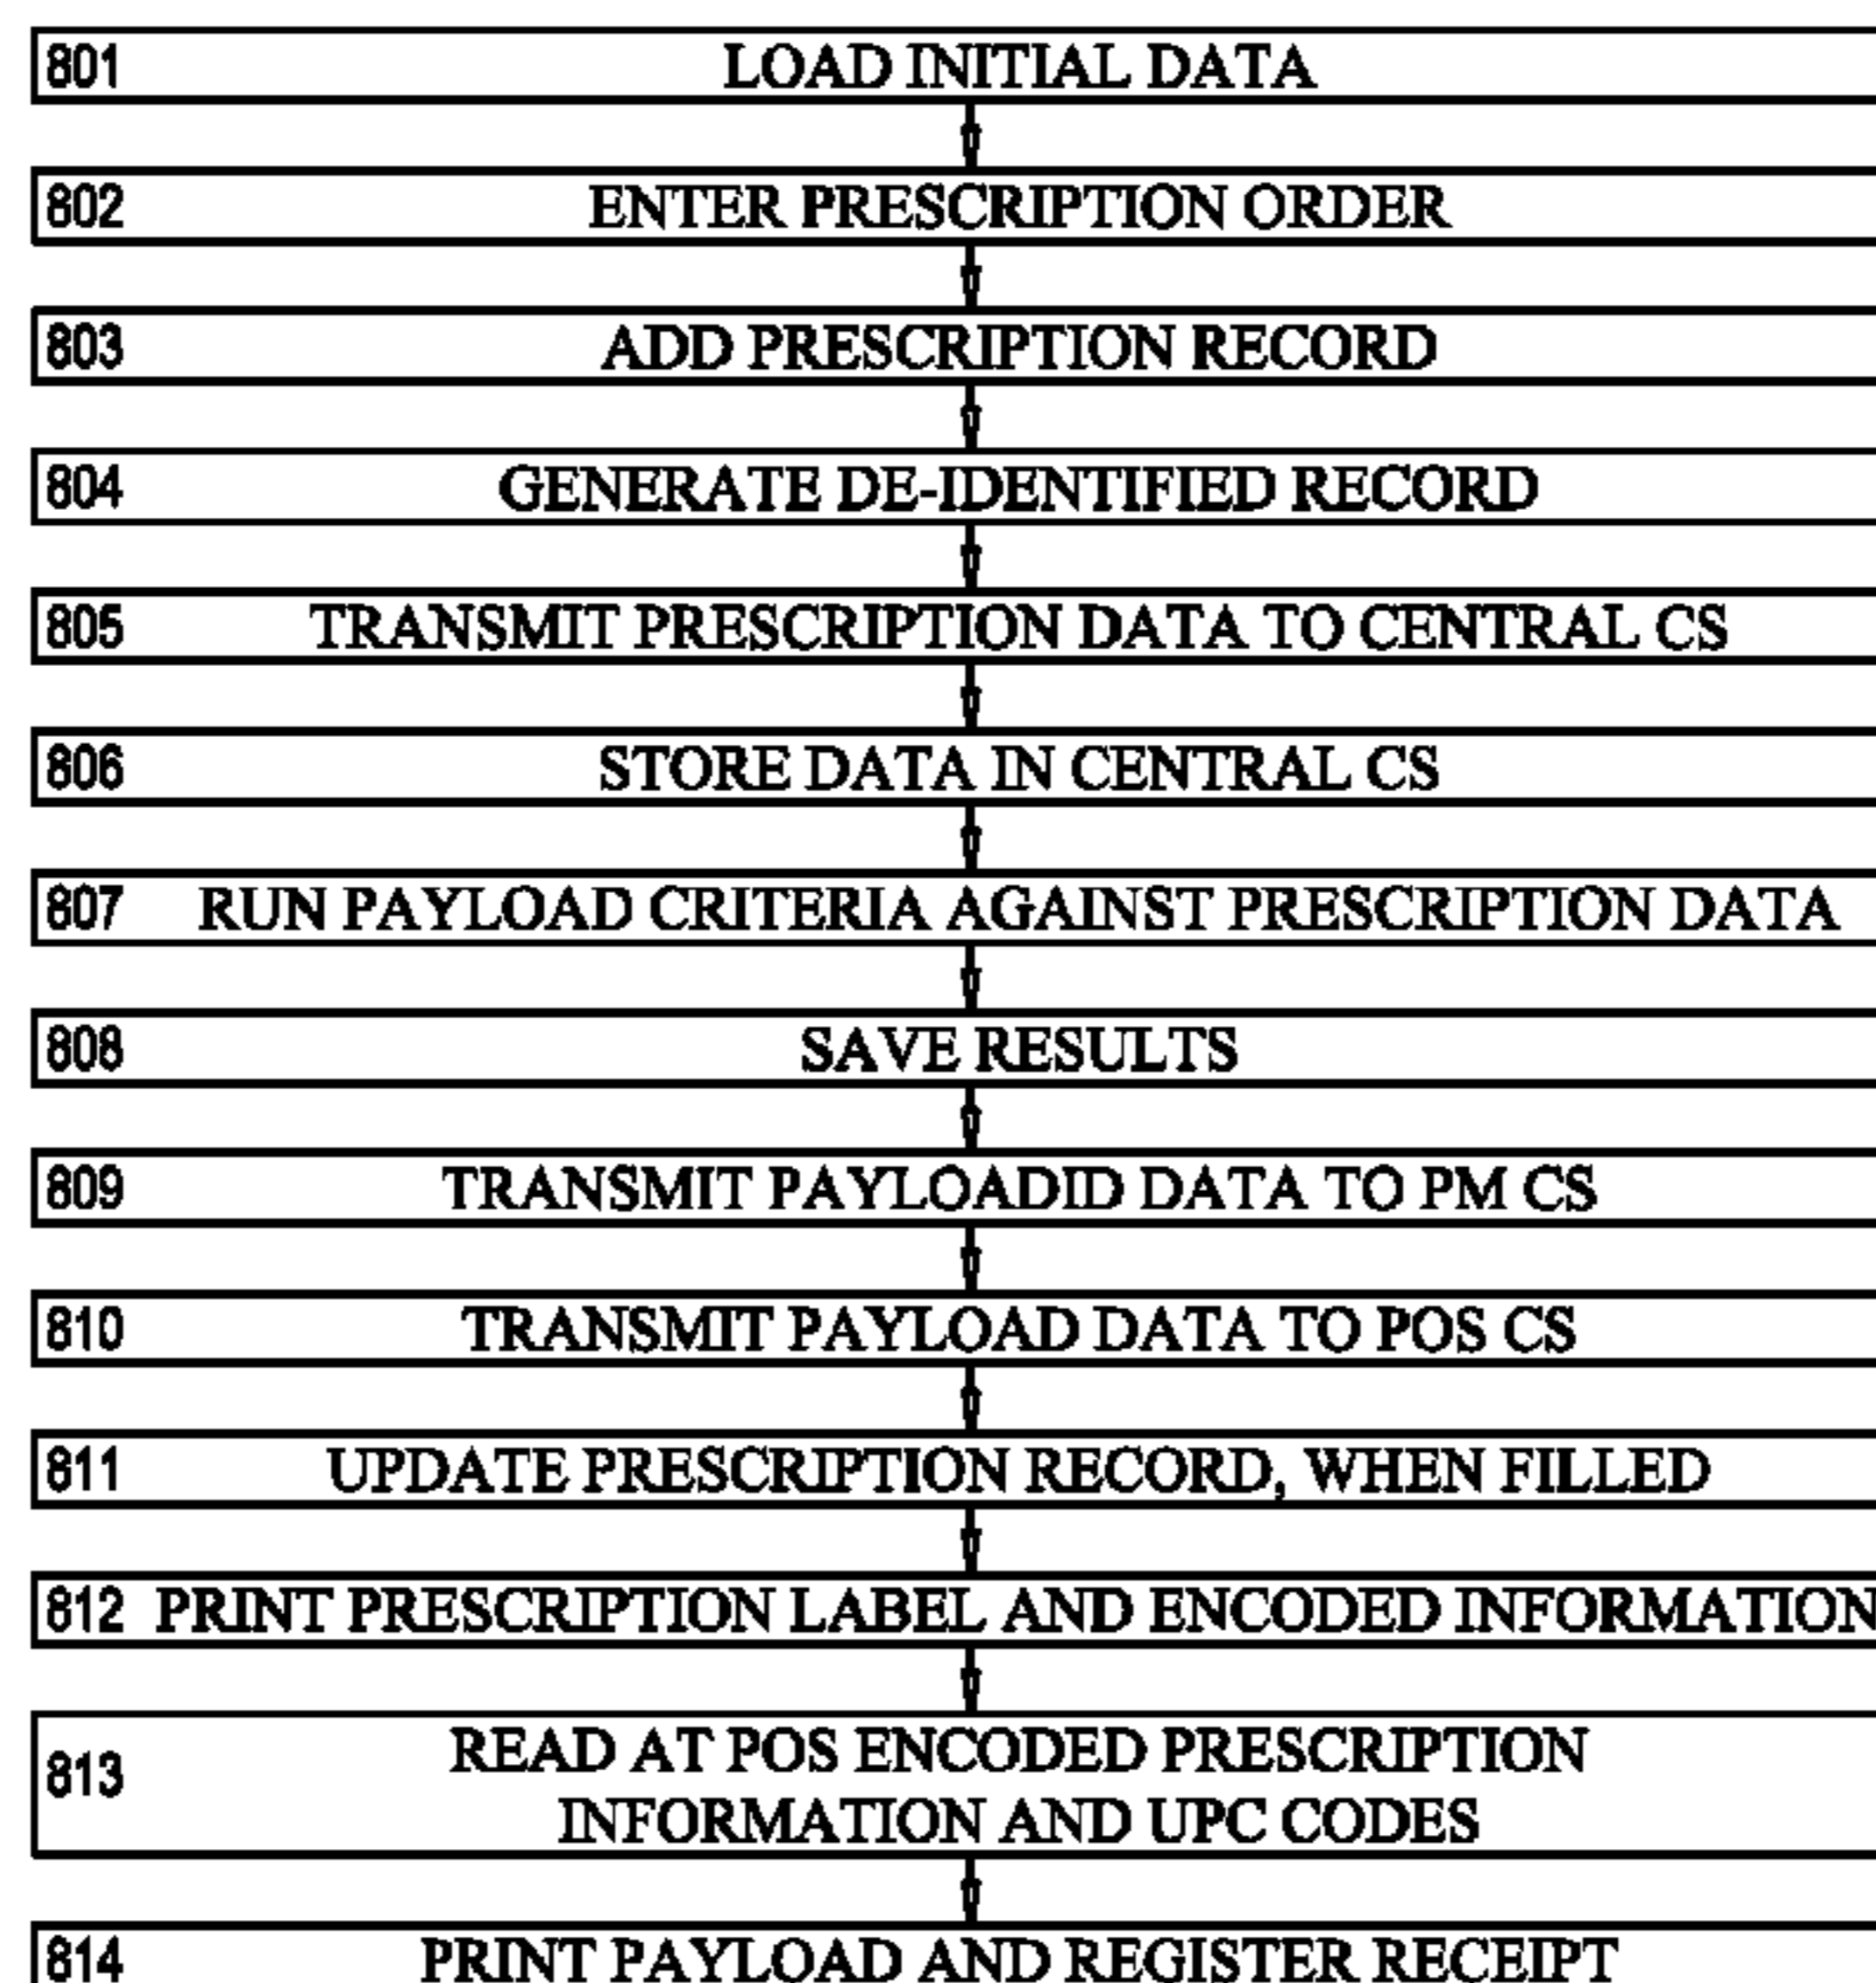 801 LOAD INITIAL DATA
802 ENTER PRESCRIPTION ORDER
803 ADD PRESCRIPTION RECORD
804 GENERATE DE-IDENTIFIED RECORD
805 TRANSMIT PRESCRIPTION DATA TO CENTRAL CS
806 STORE DATA IN CENTRAL CS
807 RUN PAYLOAD CRITERIA AGAINST PRESCRIPTION DATA
808 SAVE RESULTS
809 TRANSMIT PAYLOADID DATA TO PM CS
810 TRANSMIT PAYLOAD DATA TO POS CS
811 UPDATE PRESCRIPTION RECORD, WHEN FILLED
812 PRINT PRESCRIPTION LABEL AND ENCODED INFORMATION
813 READ AT POS ENCODED PRESCRIPTION
INFORMATION AND UPC CODES
814 PRINT PAYLOAD AND REGISTER RECEIPT